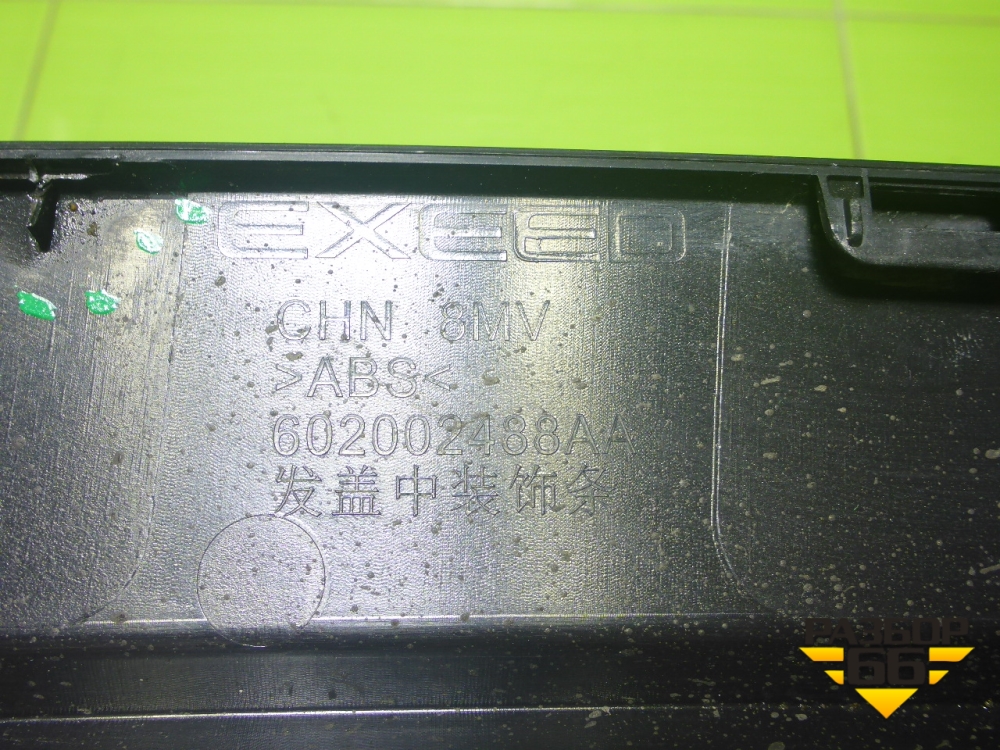 EXEED
CHN 8MV
>ABS<
602002488AA
发盖中装饰条
РАЗБОР
66